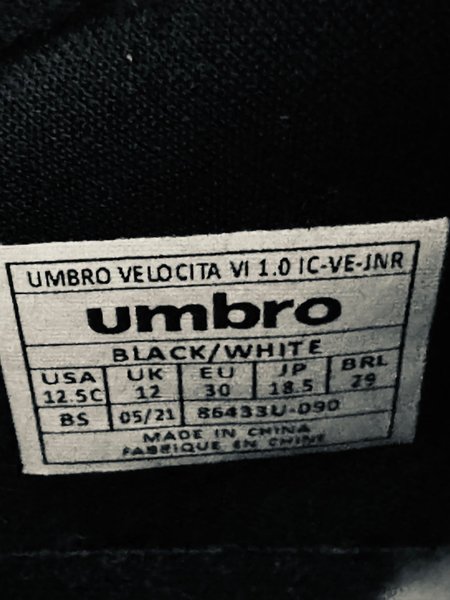 UMBRO VELOCITA VI 1.0 IC-VE-JNR
umbro
BLACK/WHITE
USA UK EU JP BRL
12.5C 12 30 18.5 29
BS 05/21 86433U-090
MADE IN CHINA
FABRIQUE EN CHINE